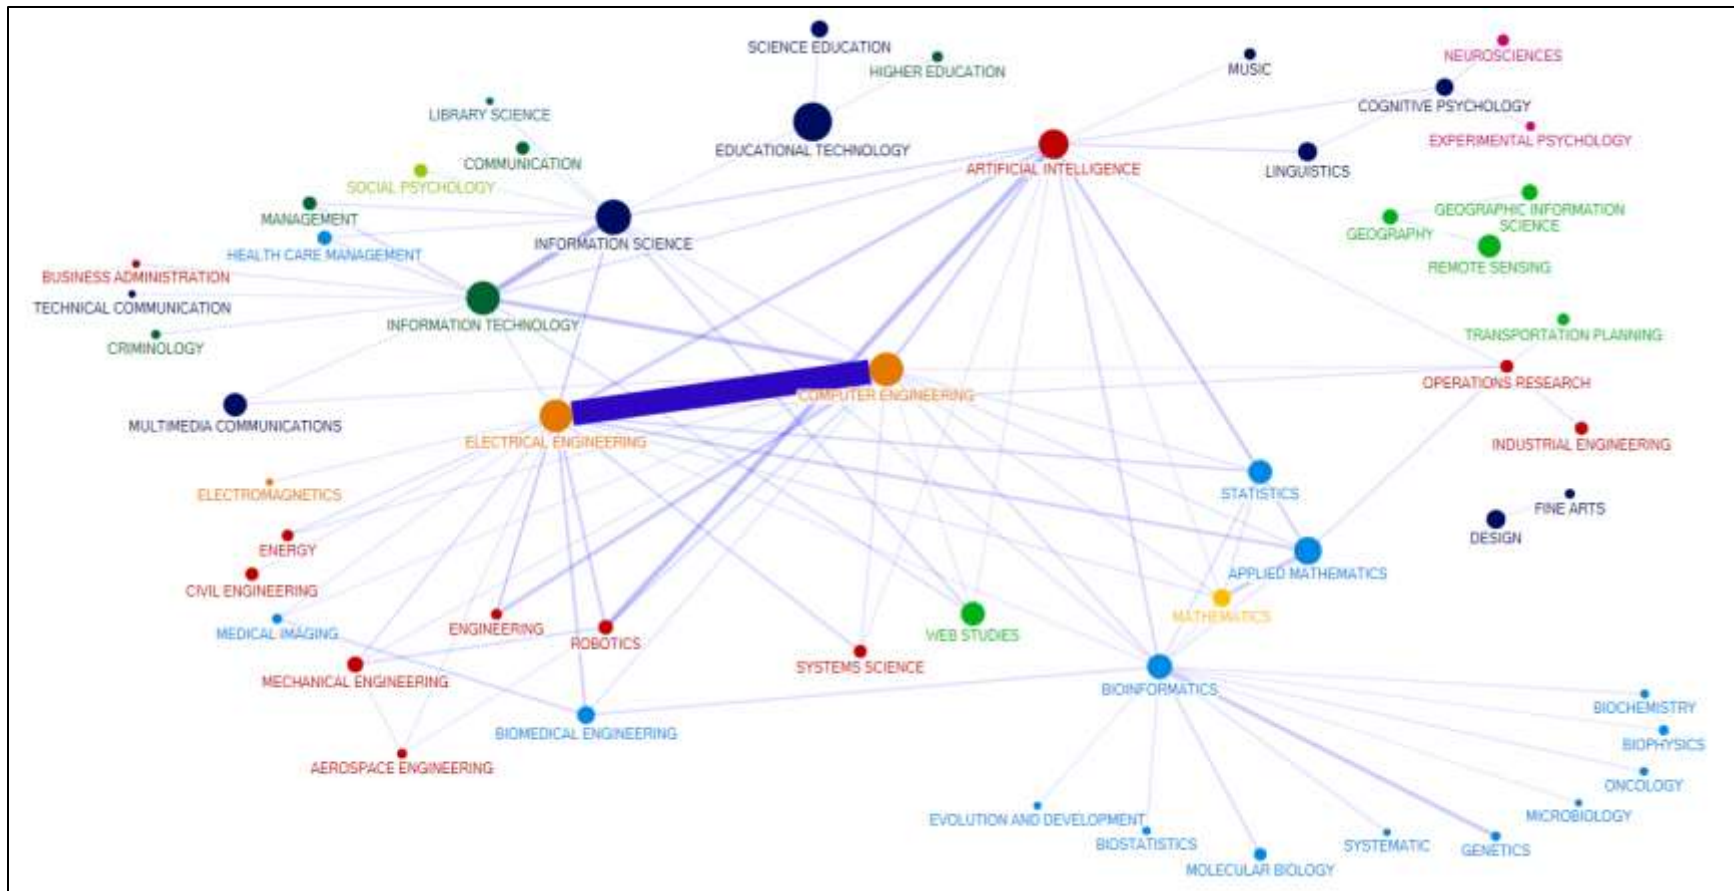 SCIENCE EDUCATION
HIGHER EDUCATION
MUSIC
NEUROSCIENCES
COGNITIVE PSYCHOLOGY
LIBRARY SCIENCE
EXPERIMENTAL PSYCHOLOGY
EDUCATIONAL TECHNOLOGY
COMMUNICATION
ARTIFICIAL INTELLIGENCE
LINGUISTICS
SOCIAL PSYCHOLOGY
GEOGRAPHIC INFORMATION
SCIENCE
MANAGEMENT
GEOGRAPHY
INFORMATION SCIENCE
HEALTH CARE MANAGEMENT
REMOTE SENSING
BUSINESS ADMINISTRATION
TECHNICAL COMMUNICATION
INFORMATION TECHNOLOGY
TRANSPORTATION PLANNING
CRIMINOLOGY
OPERATIONS RESEARCH
COMPUTER ENGINEERING
MULTIMEDIA COMMUNICATIONS
ELECTRICAL ENGINEERING
INDUSTRIAL ENGINEERING
ELECTROMAGNETICS
STATISTICS
FINE ARTS
DESIGN
ENERGY
APPLIED MATHEMATICS
CIVIL ENGINEERING
MATHEMATICS
MEDICAL IMAGING
ENGINEERING
WEB STUDIES
ROBOTICS
SYSTEMS SCIENCE
MECHANICAL ENGINEERING
BIOINFORMATICS
BIOCHEMISTRY
BIOMEDICAL ENGINEERING
BIOPHYSICS
AEROSPACE ENGINEERING
ONCOLOGY
MICROBIOLOGY
EVOLUTION AND DEVELOPMENT
BIOSTATISTICS
SYSTEMATIC
GENETICS
MOLECULAR BIOLOGY